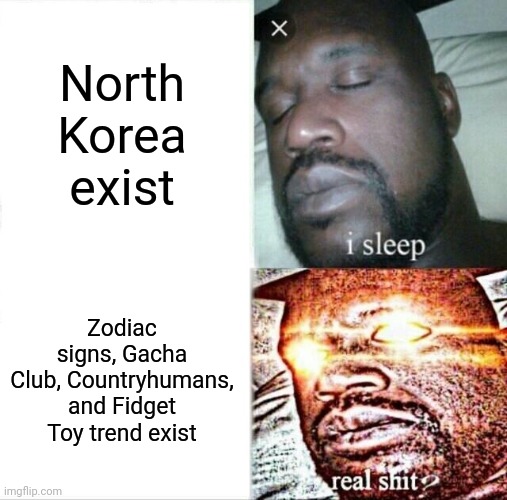 North
Korea
exist
i sleep
Zodiac
signs, Gacha
Club, Countryhumans,
and Fidget
Toy trend exist
real shit?
imgflip.com